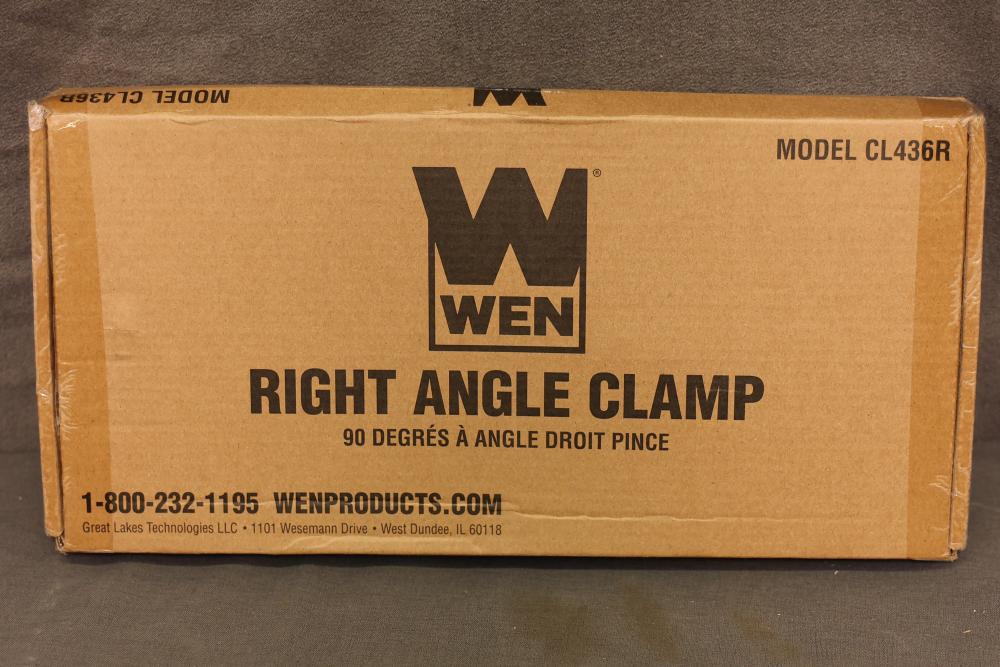 MODEL CL436R
W
MODEL CL436R
W®
WEN
RIGHT ANGLE CLAMP
90 DEGRÉS À ANGLE DROIT PINCE
1-800-232-1195 WENPRODUCTS.COM
Great Lakes Technologies LLC • 1101 Wesemann Drive • West Dundee, IL 60118